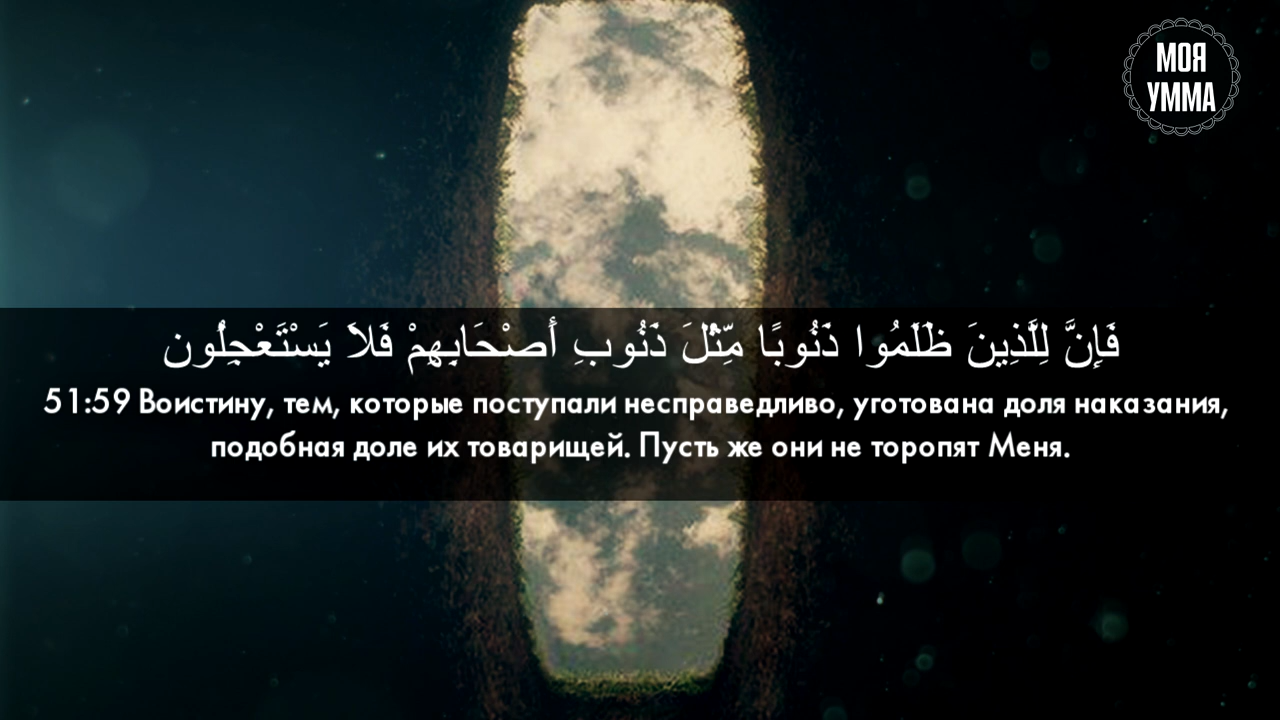 МОЯ
УММА
فَإِنَّ لِلَّذِينَ ظَلَمُوا ذَنُوبًا مِّثْلَ ذَنُوبِ أَصْحَابِهِمْ فَلَا يَسْتَعْجِلُون
51:59 Воистину, тем, которые поступали несправедливо, уготована доля наказания,
подобная доле их товарищей. Пусть же они не торопят Меня.